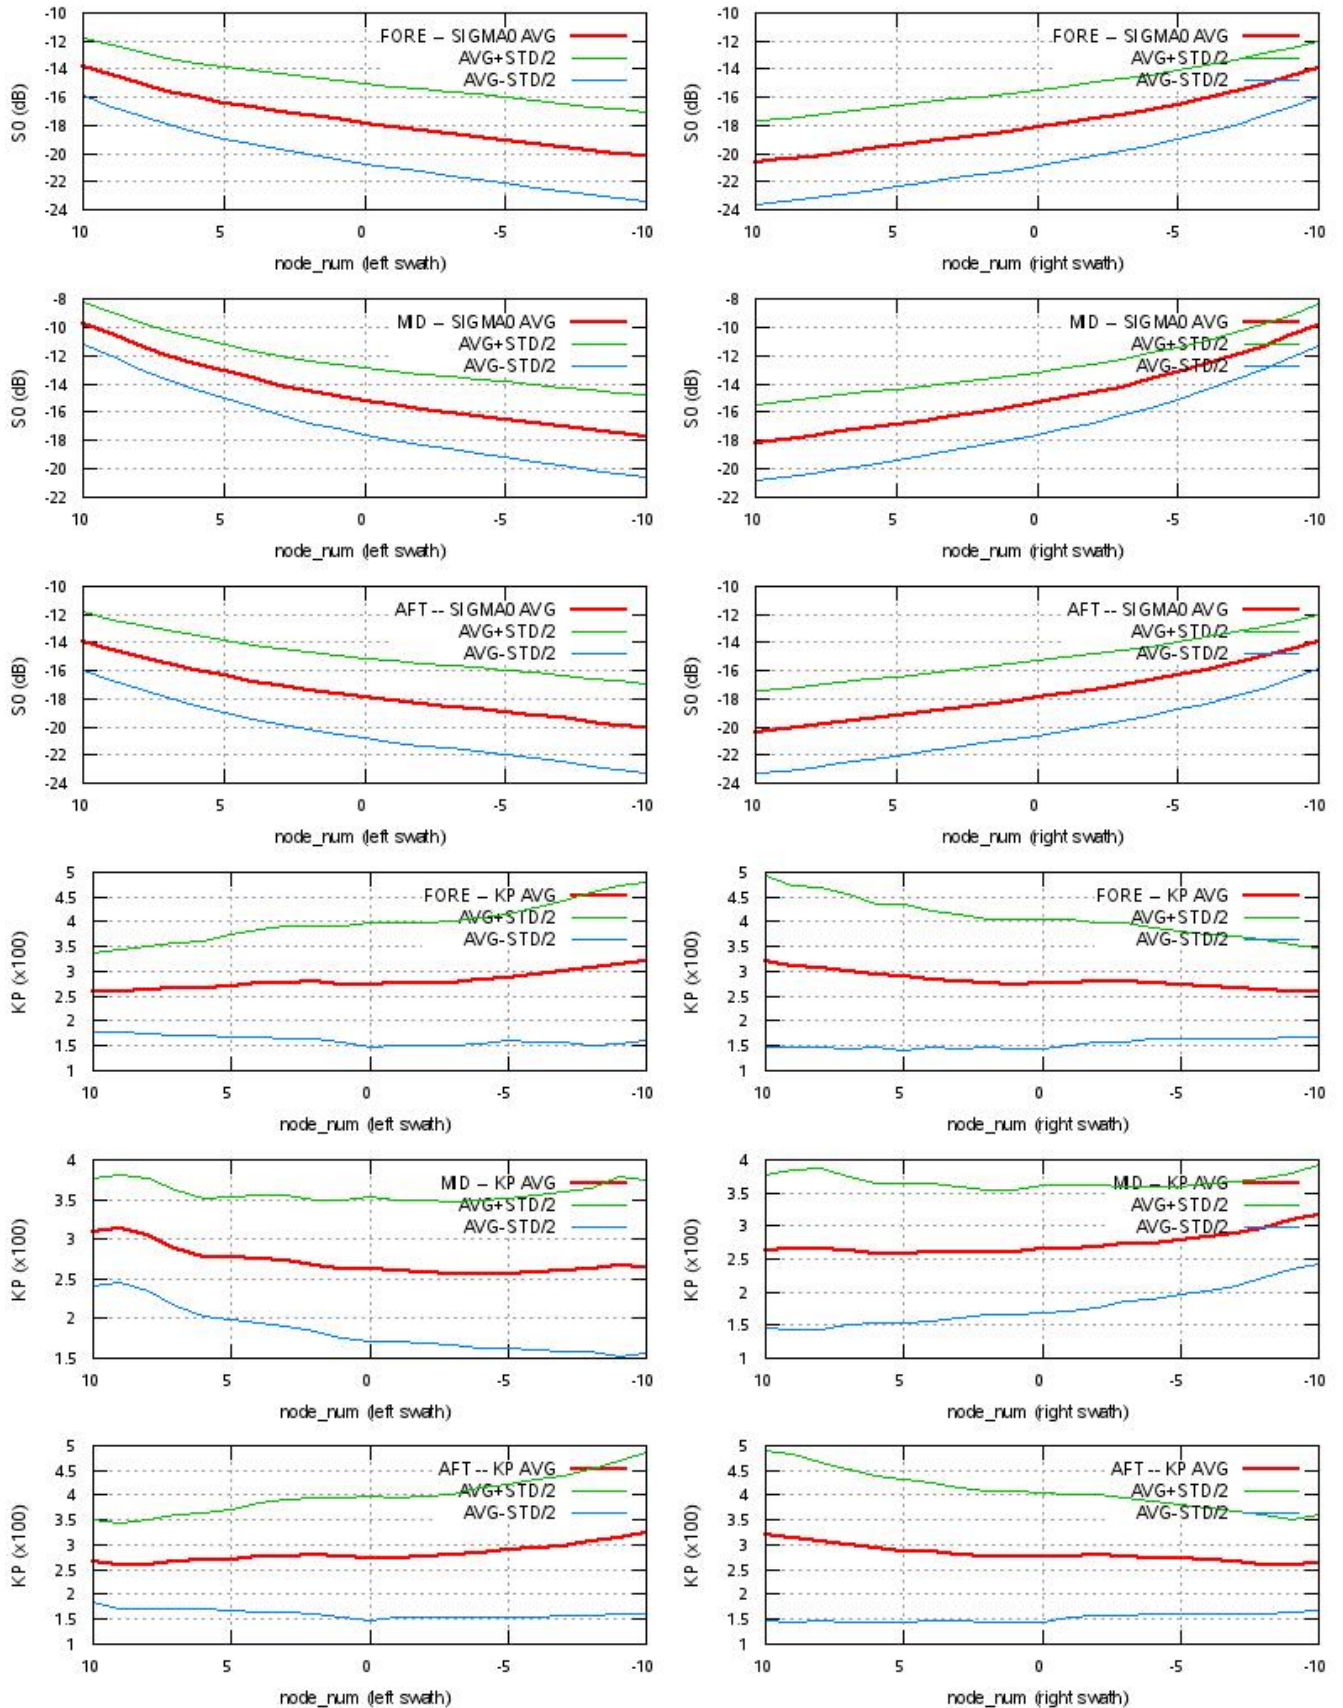 -10
-12
-14
-16
-18
-20
-22
-24
S0 (dB)
FORE -- SIGMA0 AVG
AVG+STD/2
AVG-STD/2
10 5 0 -5 -10
node_num (left swath)
-10
-12
-14
-16
-18
-20
-22
-24
S0 (dB)
FORE -- SIGMA0 AVG
AVG+STD/2
AVG-STD/2
10 5 0 -5 -10
node_num (right swath)
-8
-10
-12
-14
-16
-18
-20
-22
S0 (dB)
MID -- SIGMA0 AVG
AVG+STD/2
AVG-STD/2
10 5 0 -5 -10
node_num (left swath)
-8
-10
-12
-14
-16
-18
-20
-22
S0 (dB)
MID -- SIGMA0 AVG
AVG+STD/2
AVG-STD/2
10 5 0 -5 -10
node_num (right swath)
-10
-12
-14
-16
-18
-20
-22
-24
S0 (dB)
AFT -- SIGMA0 AVG
AVG+STD/2
AVG-STD/2
10 5 0 -5 -10
node_num (left swath)
-10
-12
-14
-16
-18
-20
-22
-24
S0 (dB)
AFT -- SIGMA0 AVG
AVG+STD/2
AVG-STD/2
10 5 0 -5 -10
node_num (right swath)
5
4.5
4
3.5
3
2.5
2
1.5
1
KP (x100)
FORE -- KP AVG
AVG+STD/2
AVG-STD/2
10 5 0 -5 -10
node_num (left swath)
5
4.5
4
3.5
3
2.5
2
1.5
1
KP (x100)
FORE -- KP AVG
AVG+STD/2
AVG-STD/2
10 5 0 -5 -10
node_num (right swath)
4
3.5
3
2.5
2
1.5
KP (x100)
MID -- KP AVG
AVG+STD/2
AVG-STD/2
10 5 0 -5 -10
node_num (left swath)
4
3.5
3
2.5
2
1.5
1
KP (x100)
MID -- KP AVG
AVG+STD/2
AVG-STD/2
10 5 0 -5 -10
node_num (right swath)
5
4.5
4
3.5
3
2.5
2
1.5
1
KP (x100)
AFT -- KP AVG
AVG+STD/2
AVG-STD/2
10 5 0 -5 -10
node_num (left swath)
5
4.5
4
3.5
3
2.5
2
1.5
1
KP (x100)
AFT -- KP AVG
AVG+STD/2
AVG-STD/2
10 5 0 -5 -10
node_num (right swath)